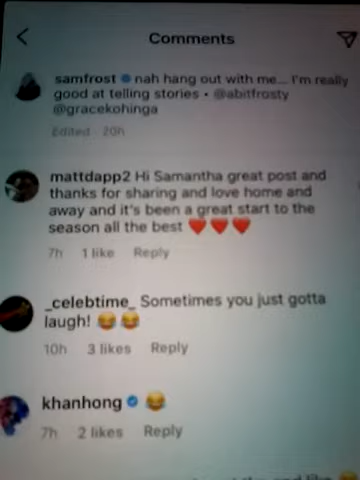 Comments
samfrost nah hang out with me... I'm really
good at telling stories • @abitfrosty
@gracekohinga
Edited · 20h
mattdapp2 Hi Samantha great post and
thanks for sharing and love home and
away and it's been a great start to the
season all the best ❤️❤️❤️
7h 1 like Reply
_celebtime_ Sometimes you just gotta
laugh! 😂😂
10h 3 likes Reply
khanhong 😂
7h 2 likes Reply